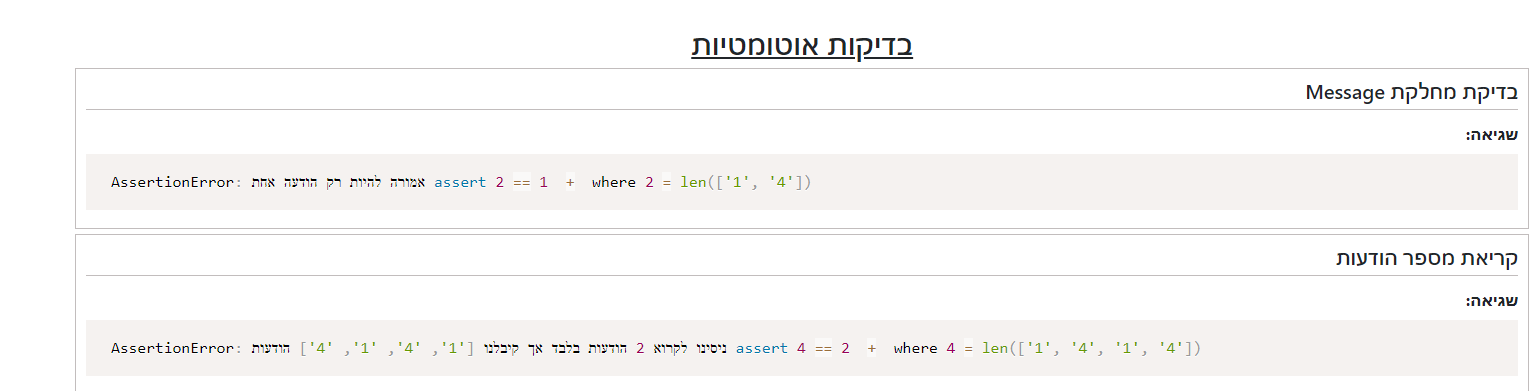 בדיקות אוטומטיות
בדיקת מחלקת Message
שגיאה:
AssertionError: אמורה להיות רק הודעה אחת assert 2 == 1  +  where 2 = len(['1', '4'])
קריאת מספר הודעות
שגיאה:
AssertionError: ניסינו לקרוא 2 הודעות בלבד אך קיבלנו ['1', '4', '1', '4'] הודעות assert 4 == 2  +  where 4 = len(['1', '4', '1', '4'])